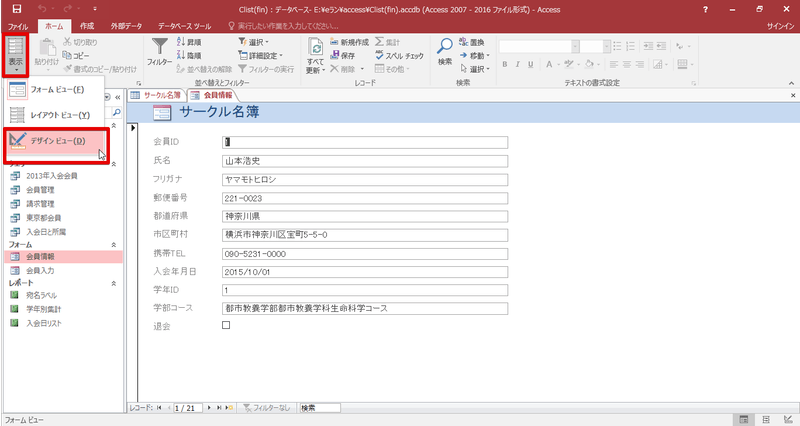 Clist(fin) : データベース- E:¥eラン¥access¥Clist(fin).accdb (Access 2007 - 2016 ファイル形式) - Access
サインイン
ファイル ホーム 作成 外部データ データベース ツール 実行したい作業を入力してください...
表示
貼り付け
切り取り
コピー
書式のコピー/貼り付け
フィルター
昇順
降順
並べ替えの解除
選択
詳細設定
フィルターの実行
並べ替えとフィルター
すべて
更新
新規作成
保存
削除
集計
スペル チェック
その他
レコード
検索
置換
移動
選択
検索
テキストの書式設定
フォーム ビュー(F)
レイアウト ビュー(Y)
デザイン ビュー(D)
2013年入会会員
会員管理
請求管理
東京都会員
入会日と所属
フォーム
会員情報
会員入力
レポート
宛名ラベル
学年別集計
入会日リスト
サークル名簿 会員情報
サークル名簿
会員ID 1
氏名 山本浩史
フリガナ ヤマモトヒロシ
郵便番号 221-0023
都道府県 神奈川県
市区町村 横浜市神奈川区宝町5-5-0
携帯TEL 090-5231-0000
入会年月日 2015/10/01
学年ID 1
学部コース 都市教養学部都市教養学科生命科学コース
退会
レコード: 1 / 21 フィルターなし 検索
フォーム ビュー